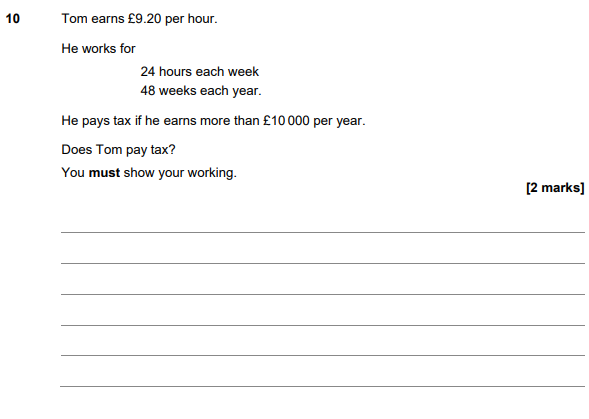 10 Tom earns £9.20 per hour.
He works for
24 hours each week
48 weeks each year.
He pays tax if he earns more than £10 000 per year.
Does Tom pay tax?
You must show your working.
[2 marks]